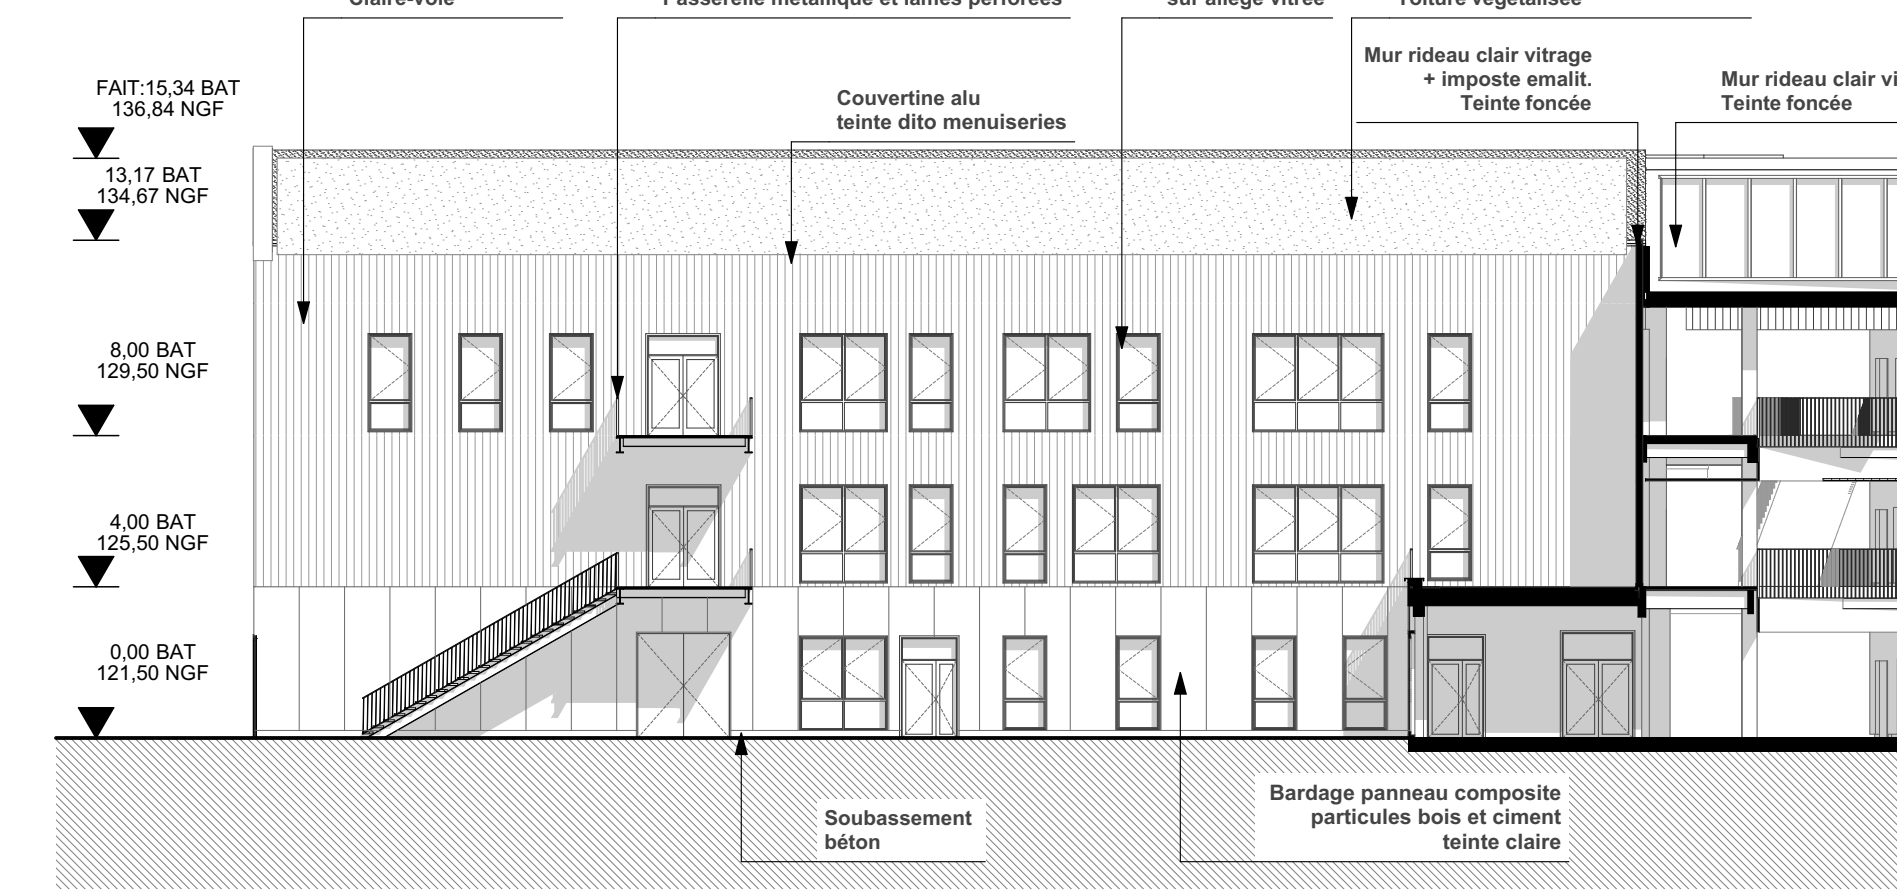 Claire-voie
Passerelle métallique et lames perforées
sur allège vitrée
Toiture végétalisée
Mur rideau clair vitrage
+ imposte emalit.
Teinte foncée
Mur rideau clair
Teinte foncée
Couvertine alu
teinte dito menuiseries
FAIT:15,34 BAT
136,84 NGF
13,17 BAT
134,67 NGF
8,00 BAT
129,50 NGF
4,00 BAT
125,50 NGF
0,00 BAT
121,50 NGF
Soubassement
béton
Bardage panneau composite
particules bois et ciment
teinte claire